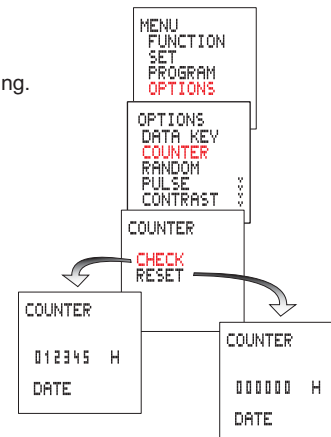 MENU
FUNCTION
SET
PROGRAM
OPTIONS
ng.
OPTIONS
DATA KEY
COUNTER
RANDOM
PULSE
CONTRAST
COUNTER
CHECK
RESET
COUNTER
012345 H
DATE
COUNTER
000000 H
DATE